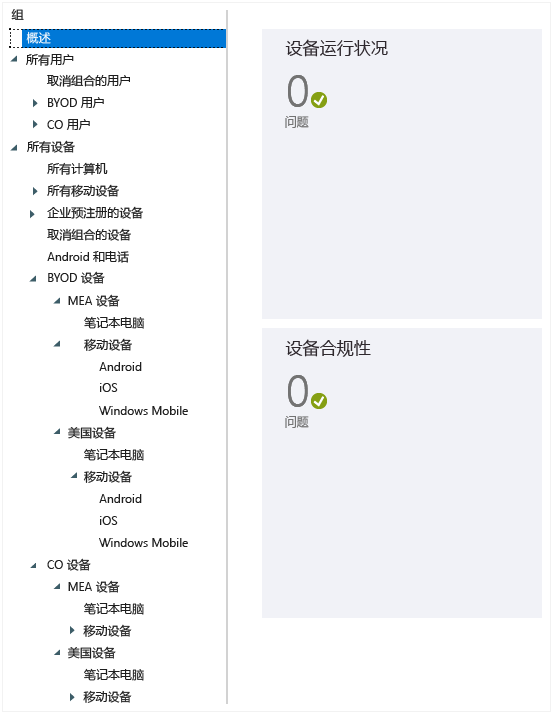 组
概述
所有用户
取消组合的用户
BYOD 用户
CO 用户
所有设备
所有计算机
所有移动设备
企业预注册的设备
取消组合的设备
Android 和电话
BYOD 设备
MEA 设备
笔记本电脑
移动设备
Android
iOS
Windows Mobile
美国设备
笔记本电脑
移动设备
Android
iOS
Windows Mobile
CO 设备
MEA 设备
笔记本电脑
移动设备
美国设备
笔记本电脑
移动设备
设备运行状况
0
问题
设备合规性
0
问题